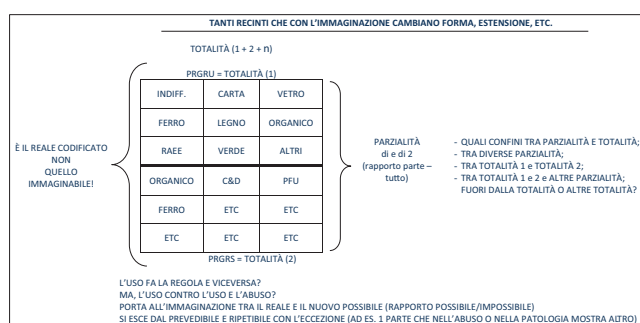 TANTI RECINTI CHE CON L'IMMAGINAZIONE CAMBIANO FORMA, ESTENSIONE, ETC.
TOTALITÀ (1 + 2 + n)
PRGRU = TOTALITÀ (1)
INDIFF. CARTA VETRO
FERRO LEGNO ORGANICO
RAEE VERDE ALTRI
ORGANICO C&D PFU
FERRO ETC ETC
ETC ETC ETC
PRGRS = TOTALITÀ (2)
È IL REALE CODIFICATO
NON
QUELLO
IMMAGINABILE!
PARZIALITÀ
di e di 2
(rapporto parte –
tutto)
- QUALI CONFINI TRA PARZIALITÀ E TOTALITÀ;
- TRA DIVERSE PARZIALITÀ;
- TRA TOTALITÀ 1 e TOTALITÀ 2;
- TRA TOTALITÀ 1 e 2 e ALTRE PARZIALITÀ;
FUORI DALLA TOTALITÀ O ALTRE TOTALITÀ?
L'USO FA LA REGOLA E VICEVERSA?
MA, L'USO CONTRO L'USO E L'ABUSO?
PORTA ALL'IMMAGINAZIONE TRA IL REALE E IL NUOVO POSSIBILE (RAPPORTO POSSIBILE/IMPOSSIBILE)
SI ESCE DAL PREVEDIBILE E RIPETIBILE CON L'ECCEZIONE (AD ES. 1 PARTE CHE NELL'ABUSO O NELLA PATOLOGIA MOSTRA ALTRO)